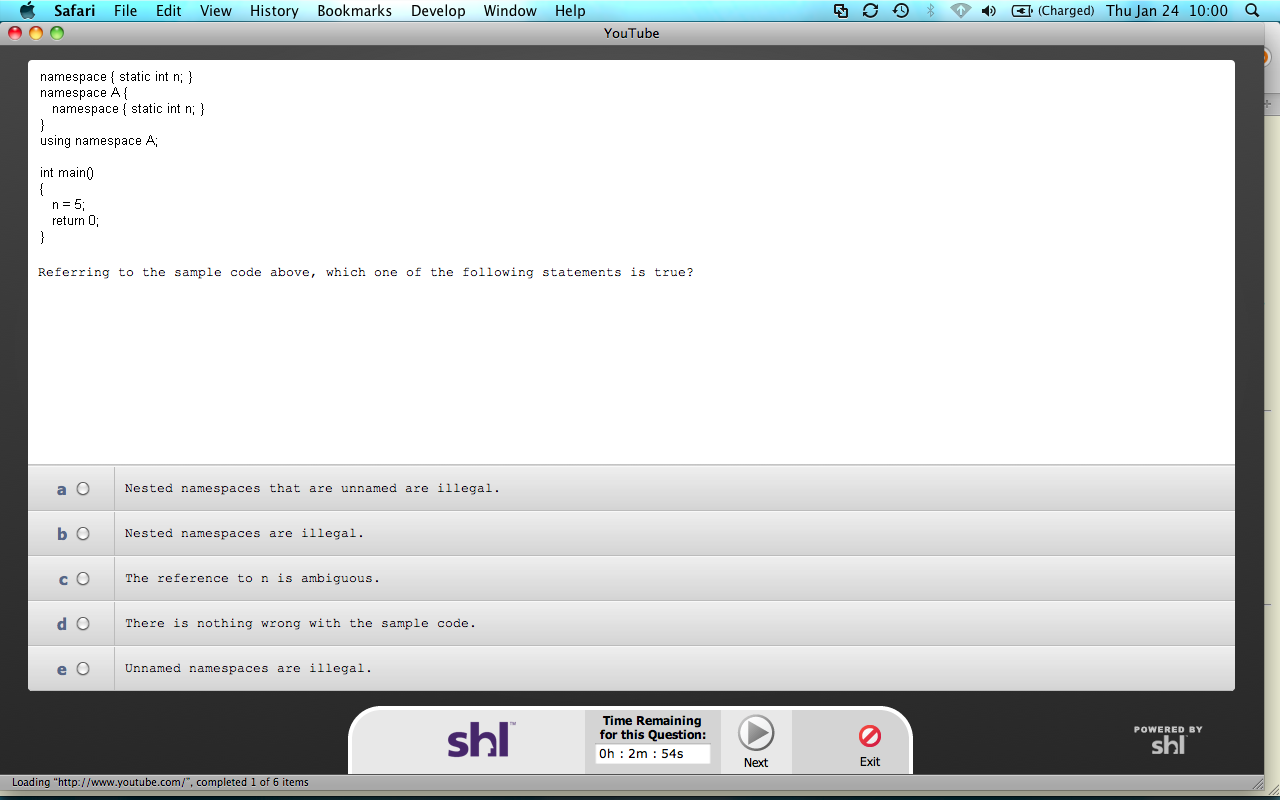 Safari File Edit View History Bookmarks Develop Window Help (Charged) Thu Jan 24 10:00
YouTube
namespace { static int n; }
namespace A {
namespace { static int n; }
}
using namespace A;
int main()
{
n = 5;
return 0;
}
Referring to the sample code above, which one of the following statements is true?
a Nested namespaces that are unnamed are illegal.
b Nested namespaces are illegal.
c The reference to n is ambiguous.
d There is nothing wrong with the sample code.
e Unnamed namespaces are illegal.
shl™
Time Remaining
for this Question:
0h : 2m : 54s
Next
Exit
POWERED BY
shl
Loading "http://www.youtube.com/", completed 1 of 6 items